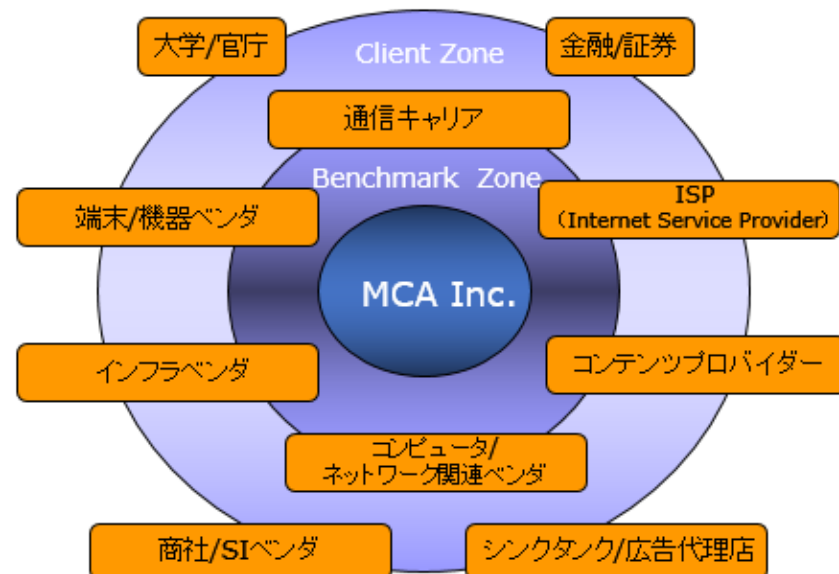 大学/官庁
Client Zone
金融/証券
通信キャリア
Benchmark Zone
端末/機器ベンダ
ISP
（Internet Service Provider）
MCA Inc.
インフラベンダ
コンテンツプロバイダー
コンピュータ/
ネットワーク関連ベンダ
商社/SIベンダ
シンクタンク/広告代理店